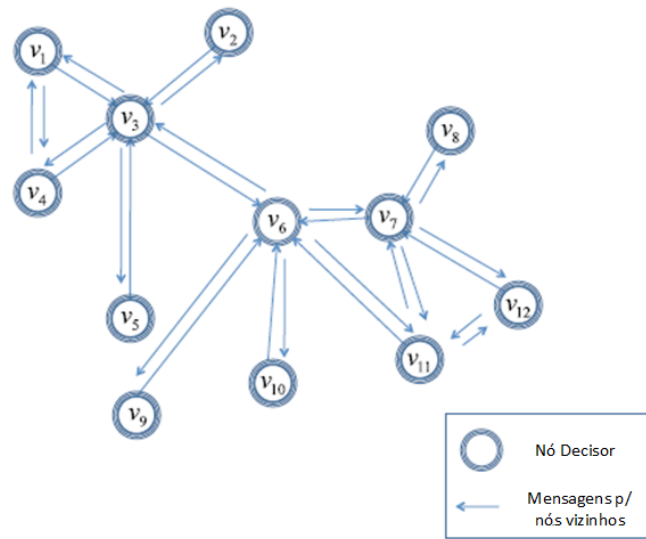 v1
v2
v3
v4
v5
v6
v7
v8
v9
v10
v11
v12
Nó Decisor
Mensagens p/
nós vizinhos